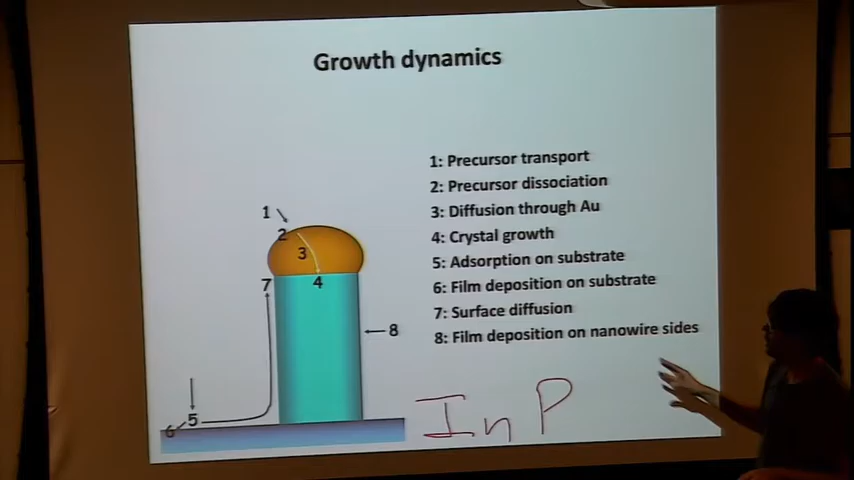 Growth dynamics
1: Precursor transport
2: Precursor dissociation
3: Diffusion through Au
4: Crystal growth
5: Adsorption on substrate
6: Film deposition on substrate
7: Surface diffusion
8: Film deposition on nanowire sides
1
2
3
7
4
8
5
6
In P